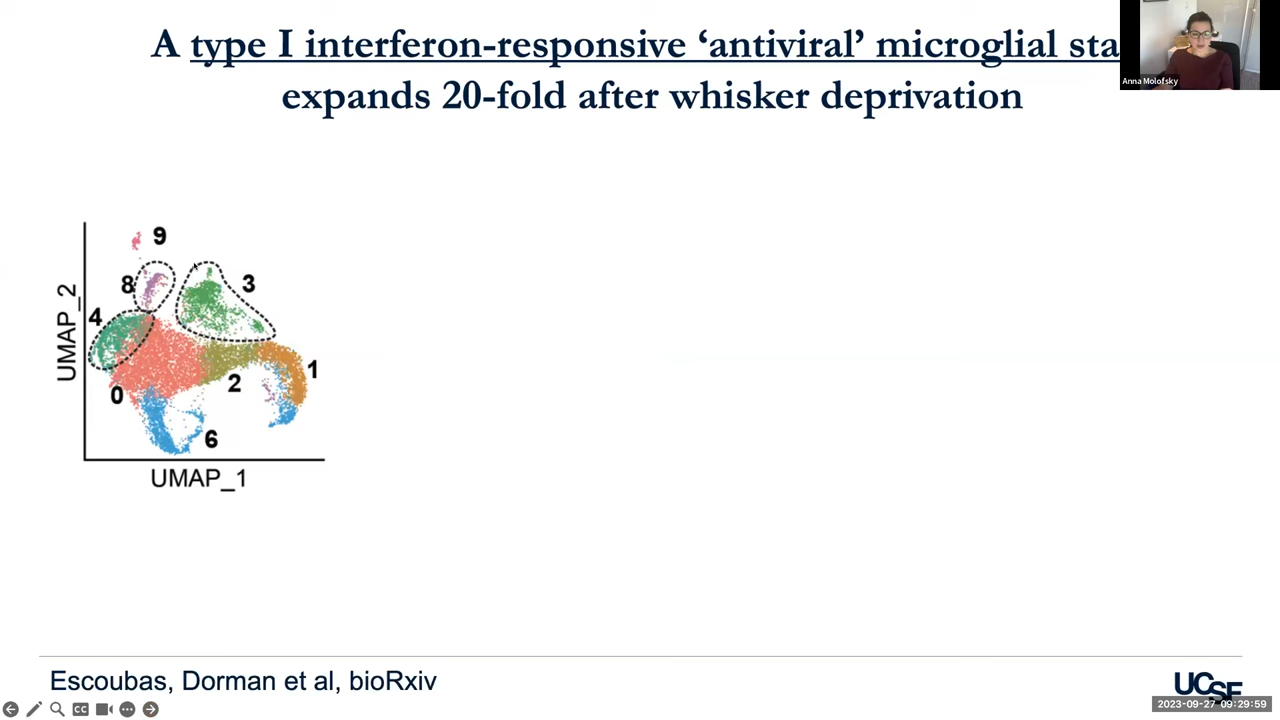 A type I interferon-responsive ‘antiviral’ microglial sta
expands 20-fold after whisker deprivation
Anna Molofsky
9
8
3
4
1
2
0
6
UMAP_2
UMAP_1
Escoubas, Dorman et al, bioRxiv
UCSF
CC
2023-09-27 09:29:59